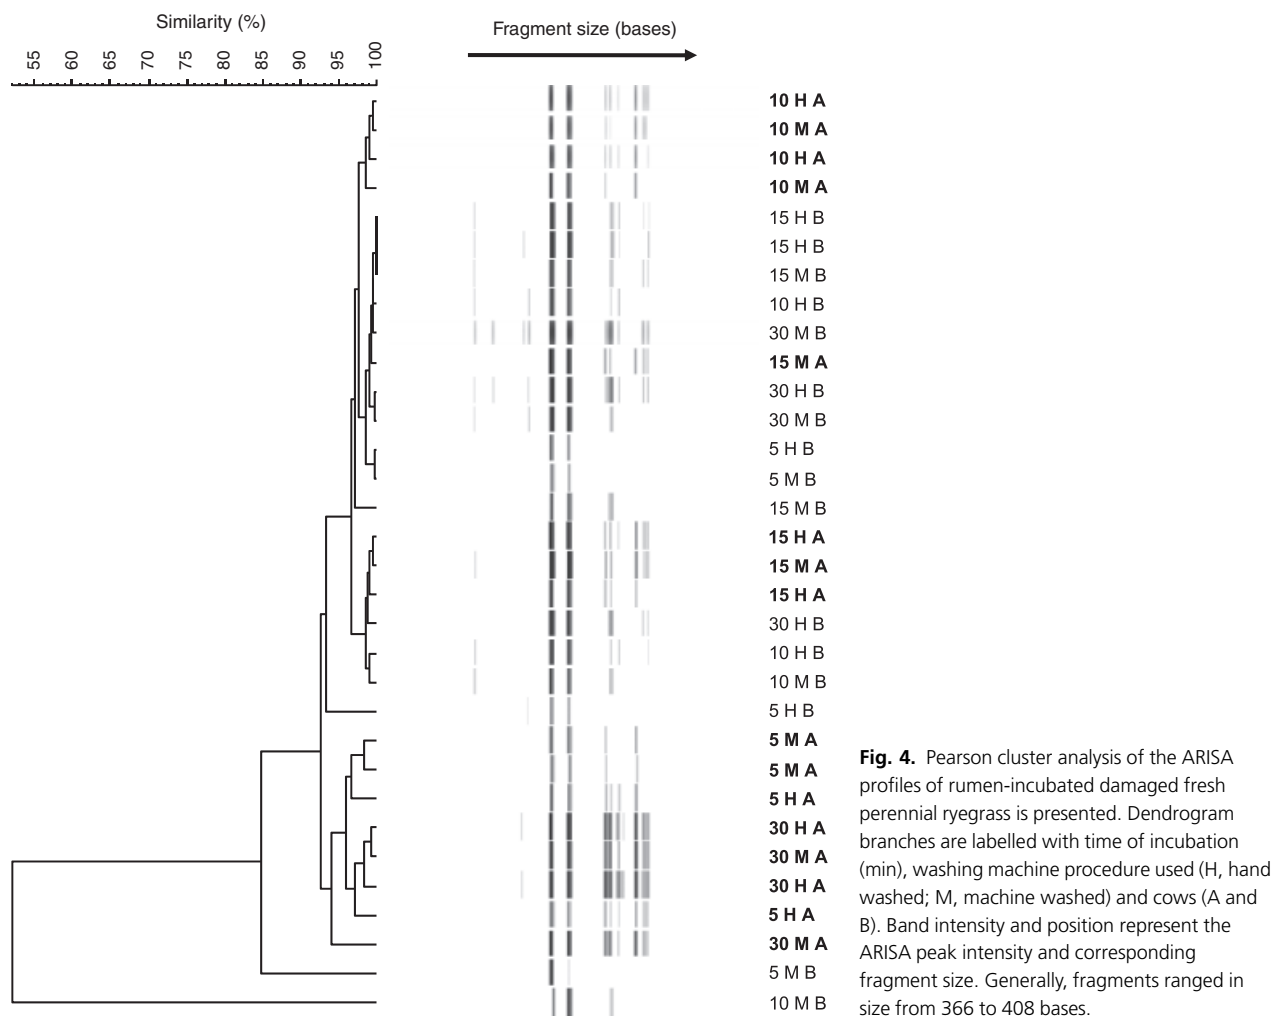 Similarity (%)
Fragment size (bases)
55 60 65 70 75 80 85 90 95 100
10 H A
10 M A
10 H A
10 M A
15 H B
15 H B
15 M B
10 H B
30 M B
15 M A
30 H B
30 M B
5 H B
5 M B
15 M B
15 H A
15 M A
15 H A
30 H B
10 H B
10 M B
5 H B
5 M A
5 M A
5 H A
30 H A
30 M A
30 H A
5 H A
30 M A
5 M B
10 M B
Fig. 4. Pearson cluster analysis of the ARISA
profiles of rumen-incubated damaged fresh
perennial ryegrass is presented. Dendrogram
branches are labelled with time of incubation
(min), washing machine procedure used (H, hand
washed; M, machine washed) and cows (A and
B). Band intensity and position represent the
ARISA peak intensity and corresponding
fragment size. Generally, fragments ranged in
size from 366 to 408 bases.